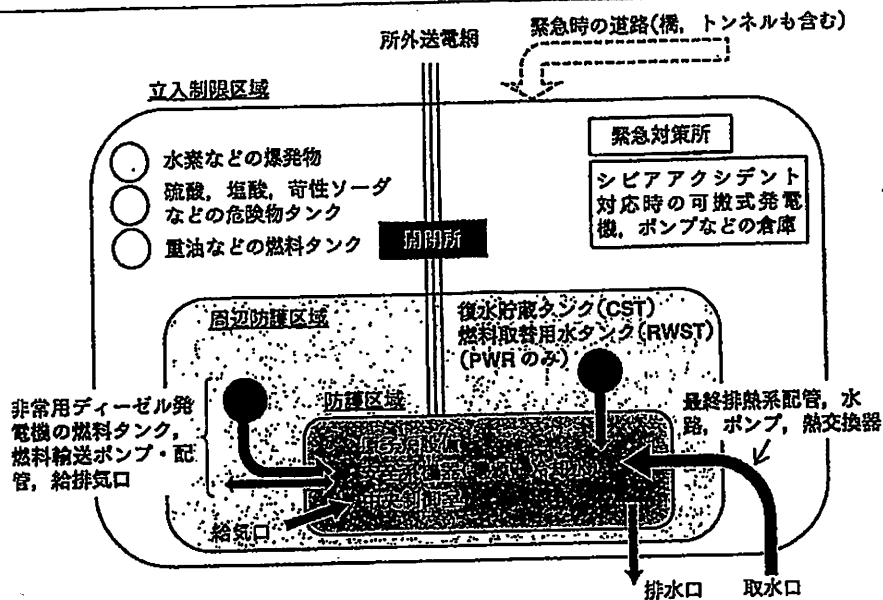 緊急時の道路(橋,トンネルも含む)
所外送電網
立入制限区域
緊急対策所
水素などの爆発物
硫酸,塩酸,苛性ソーダ
などの危険物タンク
重油などの燃料タンク
シビアアクシデント
対応時の可搬式発電
機,ポンプなどの倉庫
開閉所
周辺防護区域
復水貯蔵タンク(CST)
燃料取替用水タンク(RWST)
(PWRのみ)
防護区域
非常用ディーゼル発
電機の燃料タンク,
燃料輸送ポンプ・配
管,給排気口
最終排熱系配管,水
路,ポンプ,熱交換器
中央制御室
給気口
排水口
取水口